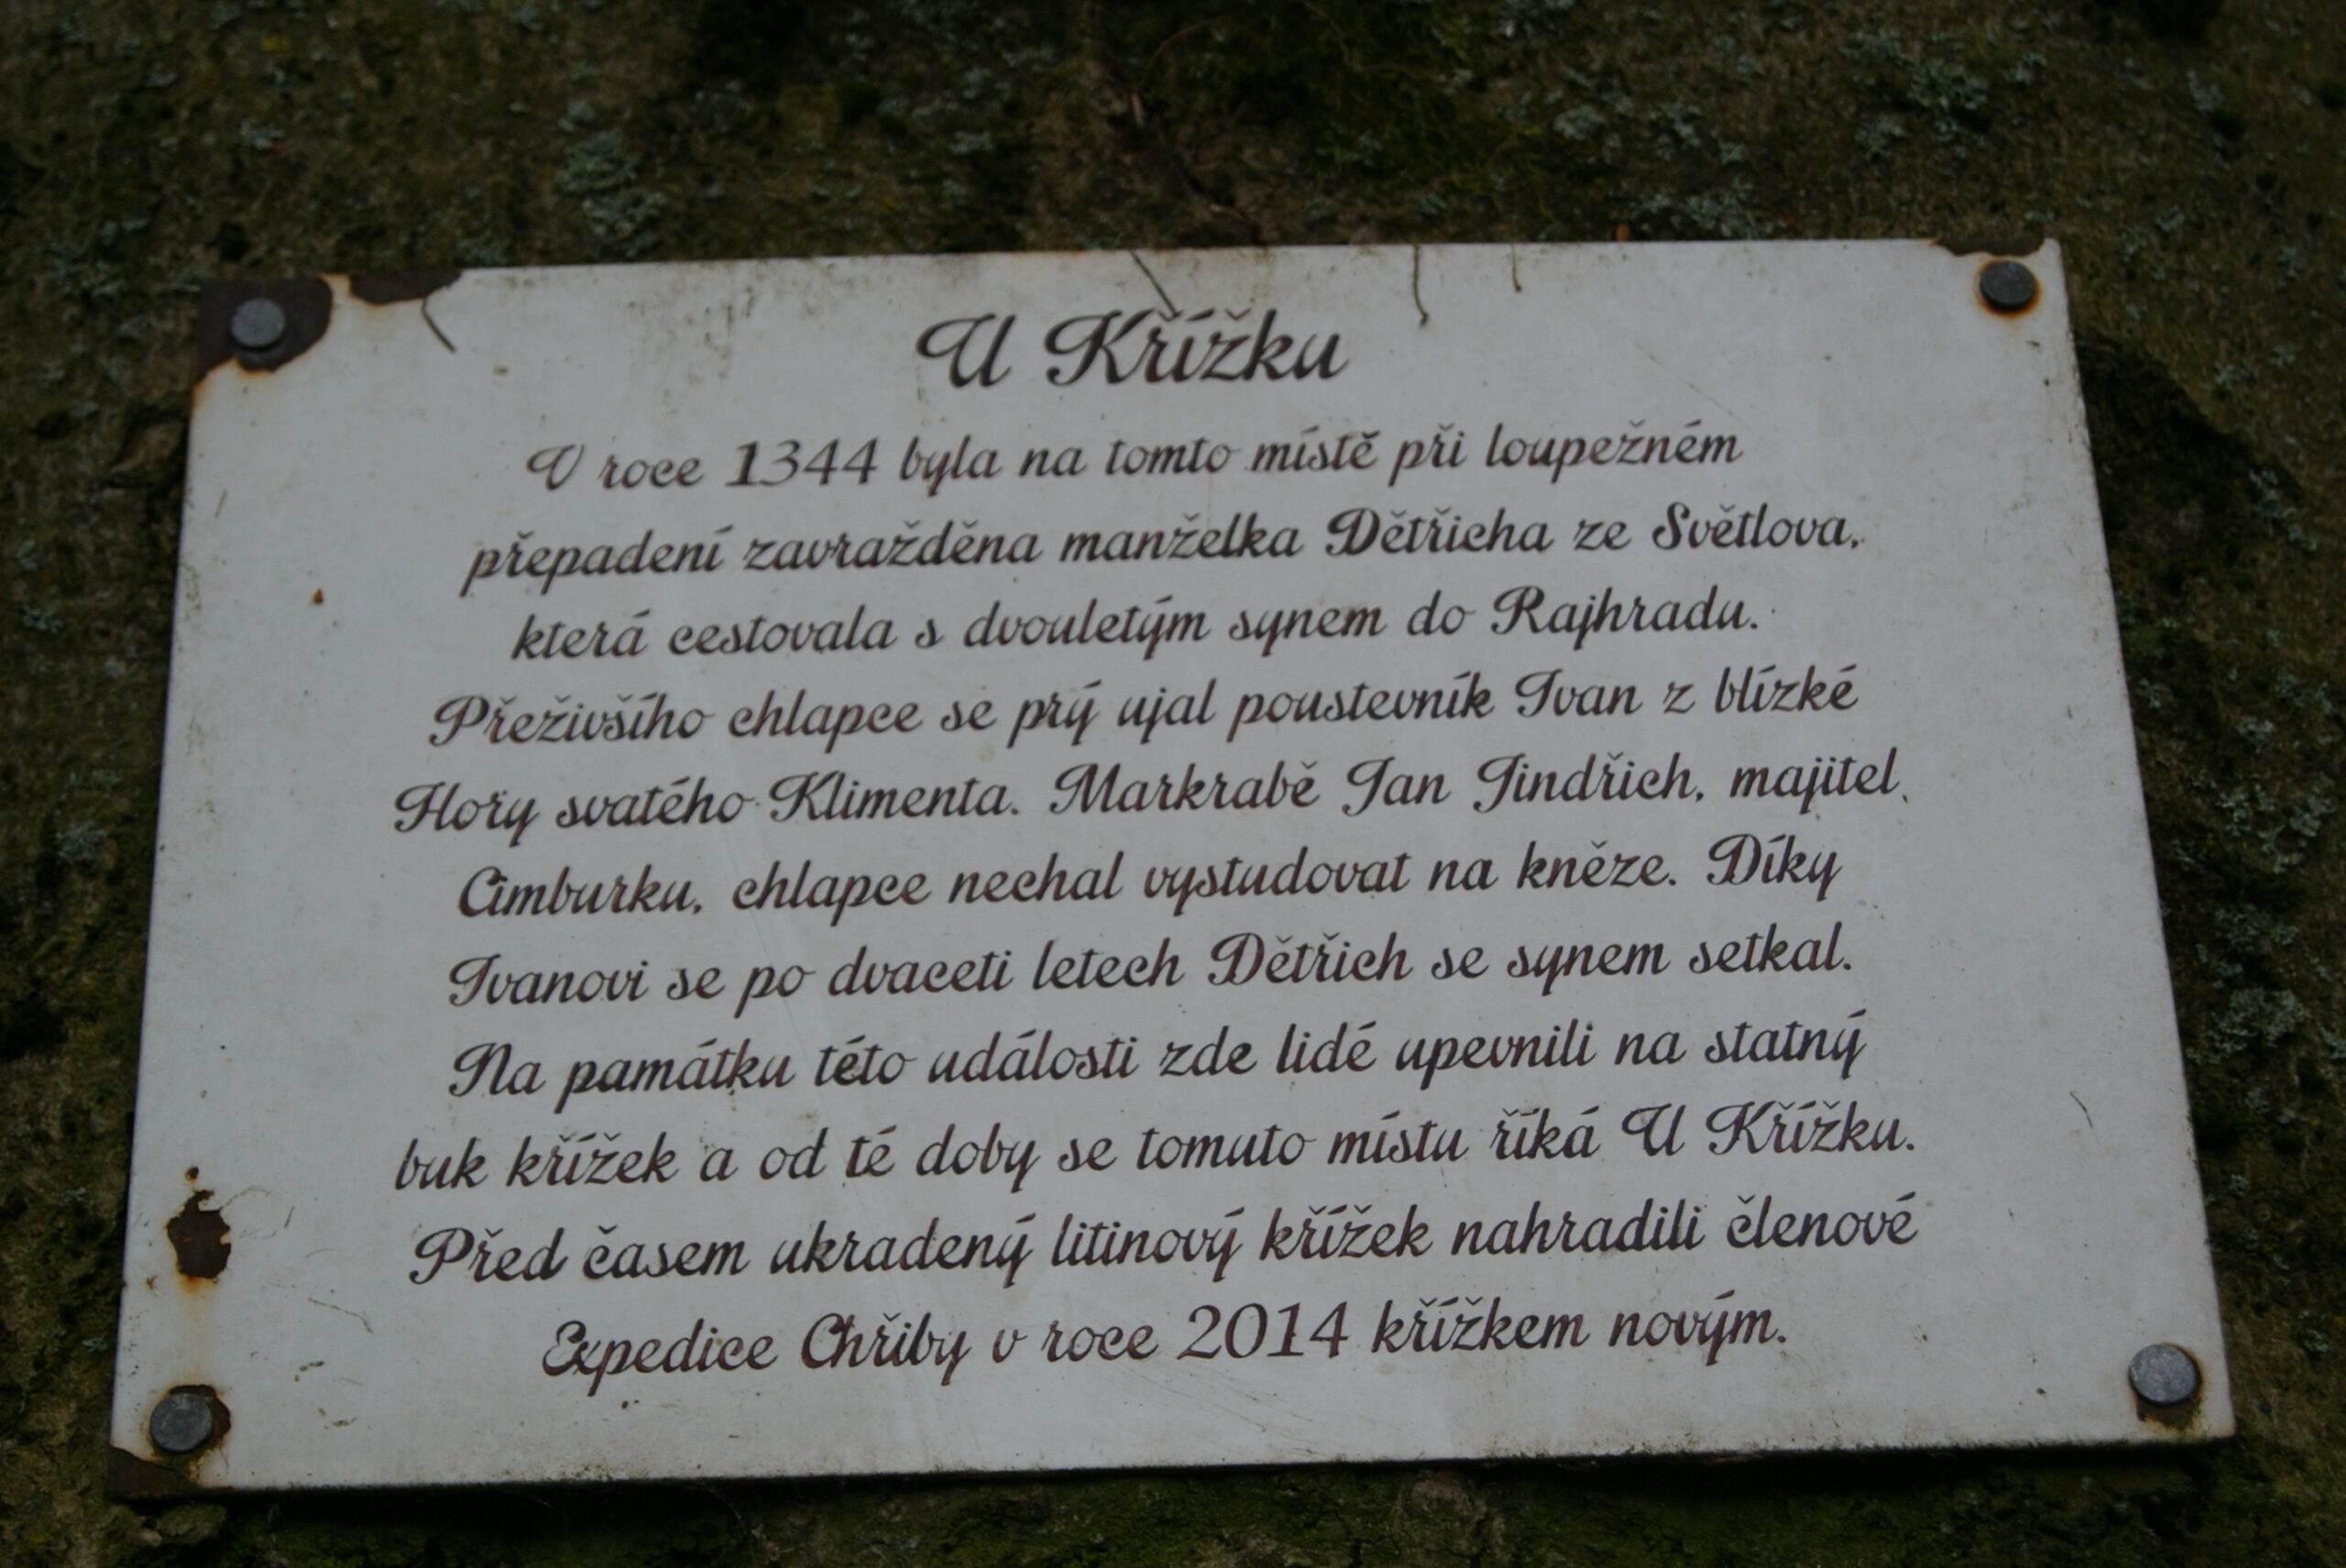 U Křížku
V roce 1344 byla na tomto místě při loupežném
přepadení zavražděna manželka Dětřicha ze Světlova,
která cestovala s dvouletým synem do Rajhradu.
Přeživšího chlapce se prý ujal poustevník Ivan z blízké
Hory svatého Klimenta. Markrabě Jan Jindřich, majitel
Cimburku, chlapce nechal vystudovat na kněze. Díky
Ivanovi se po dvaceti letech Dětřich se synem setkal.
Na památku této události zde lidé upevnili na statný
buk křížek a od té doby se tomuto místu říká U Křížku.
Před časem ukradený litinový křížek nahradili členové
Expedice Chřiby v roce 2014 křížkem novým.